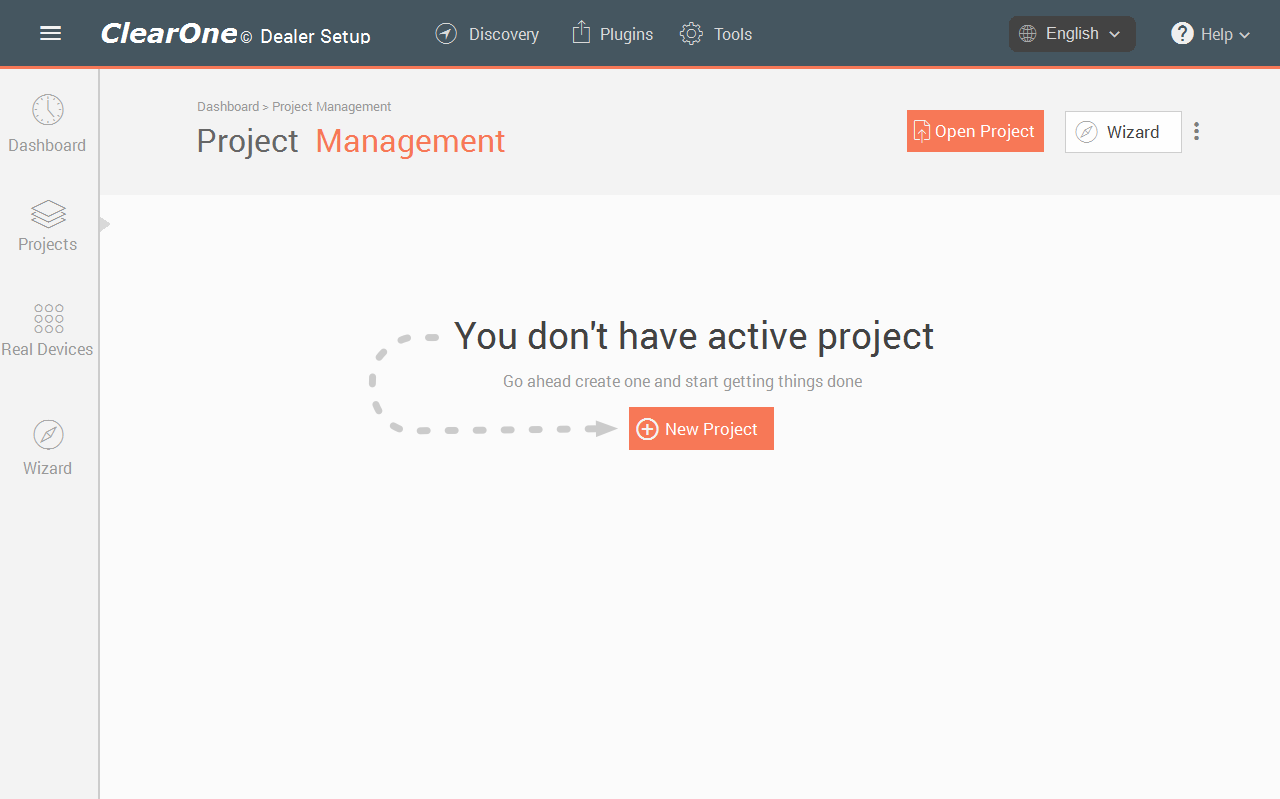 ClearOne© Dealer Setup
Discovery
Plugins
Tools
English
Help
Dashboard
Projects
Real Devices
Wizard
Dashboard > Project Management
Project Management
Open Project
Wizard
You don't have active project
Go ahead create one and start getting things done
New Project